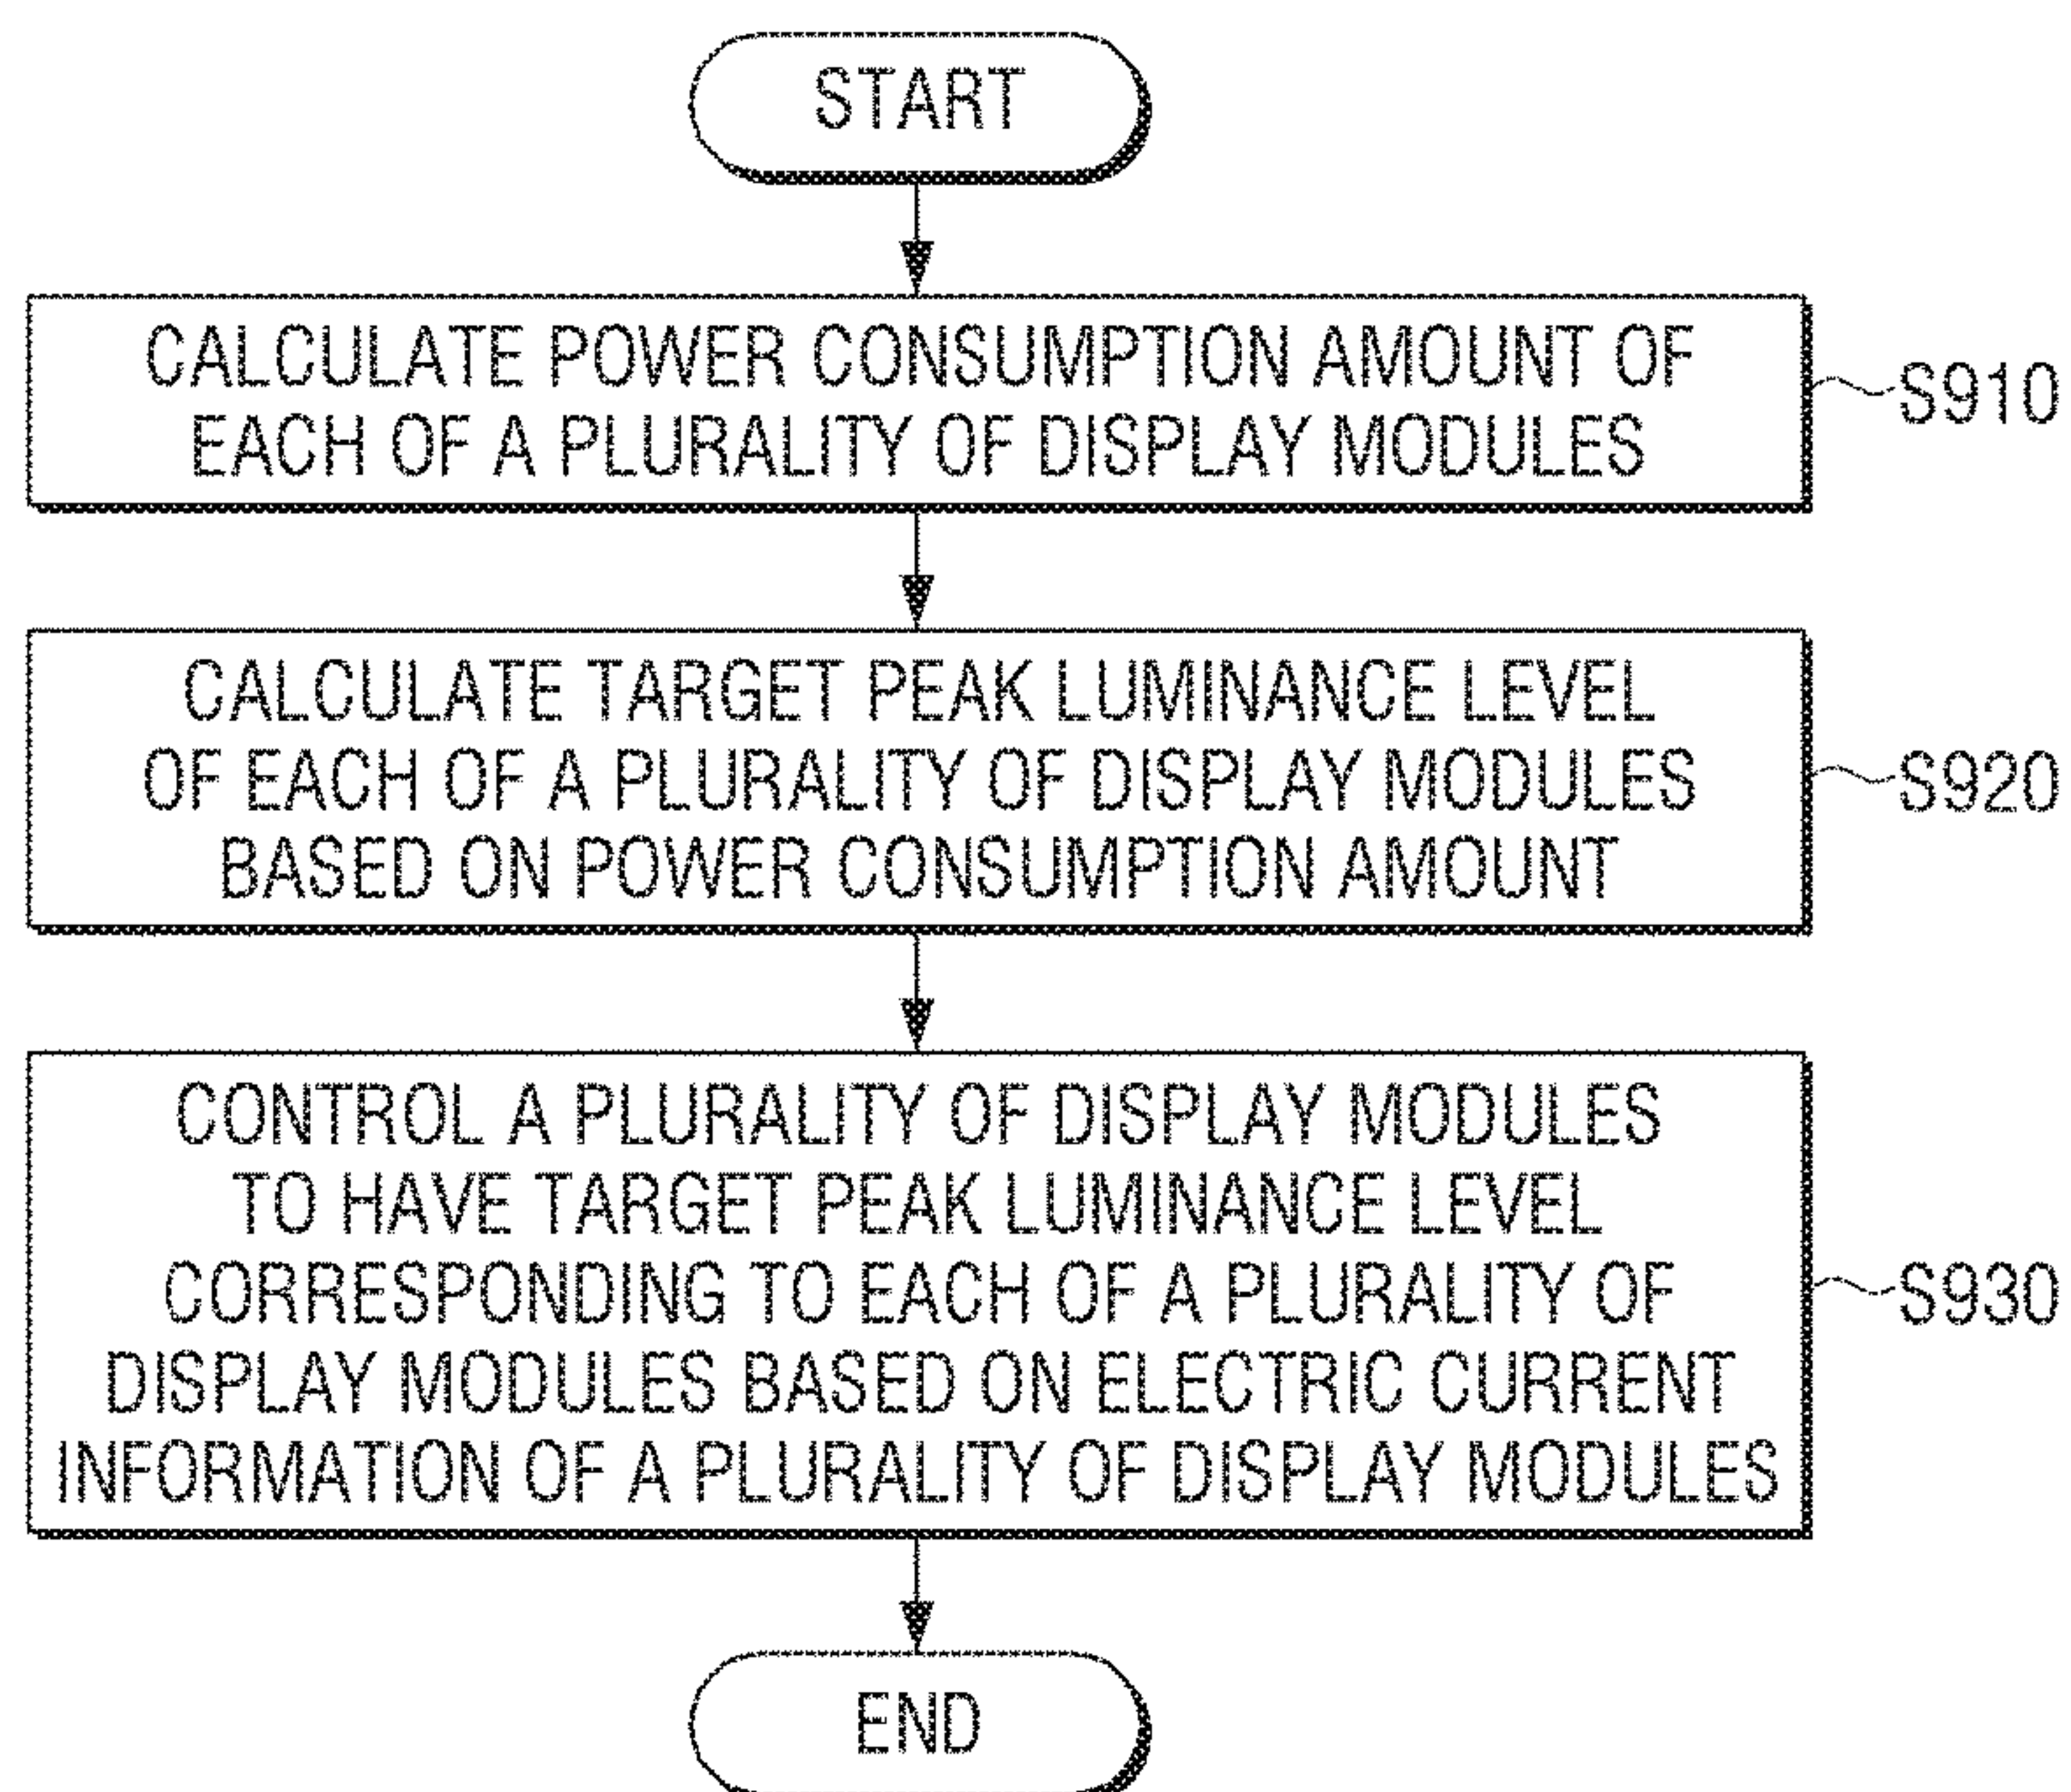 START
CALCULATE POWER CONSUMPTION AMOUNT OF
EACH OF A PLURALITY OF DISPLAY MODULES
S910
CALCULATE TARGET PEAK LUMINANCE LEVEL
OF EACH OF A PLURALITY OF DISPLAY MODULES
BASED ON POWER CONSUMPTION AMOUNT
S920
CONTROL A PLURALITY OF DISPLAY MODULES
TO HAVE TARGET PEAK LUMINANCE LEVEL
CORRESPONDING TO EACH OF A PLURALITY OF
DISPLAY MODULES BASED ON ELECTRIC CURRENT
INFORMATION OF A PLURALITY OF DISPLAY MODULES
S930
END